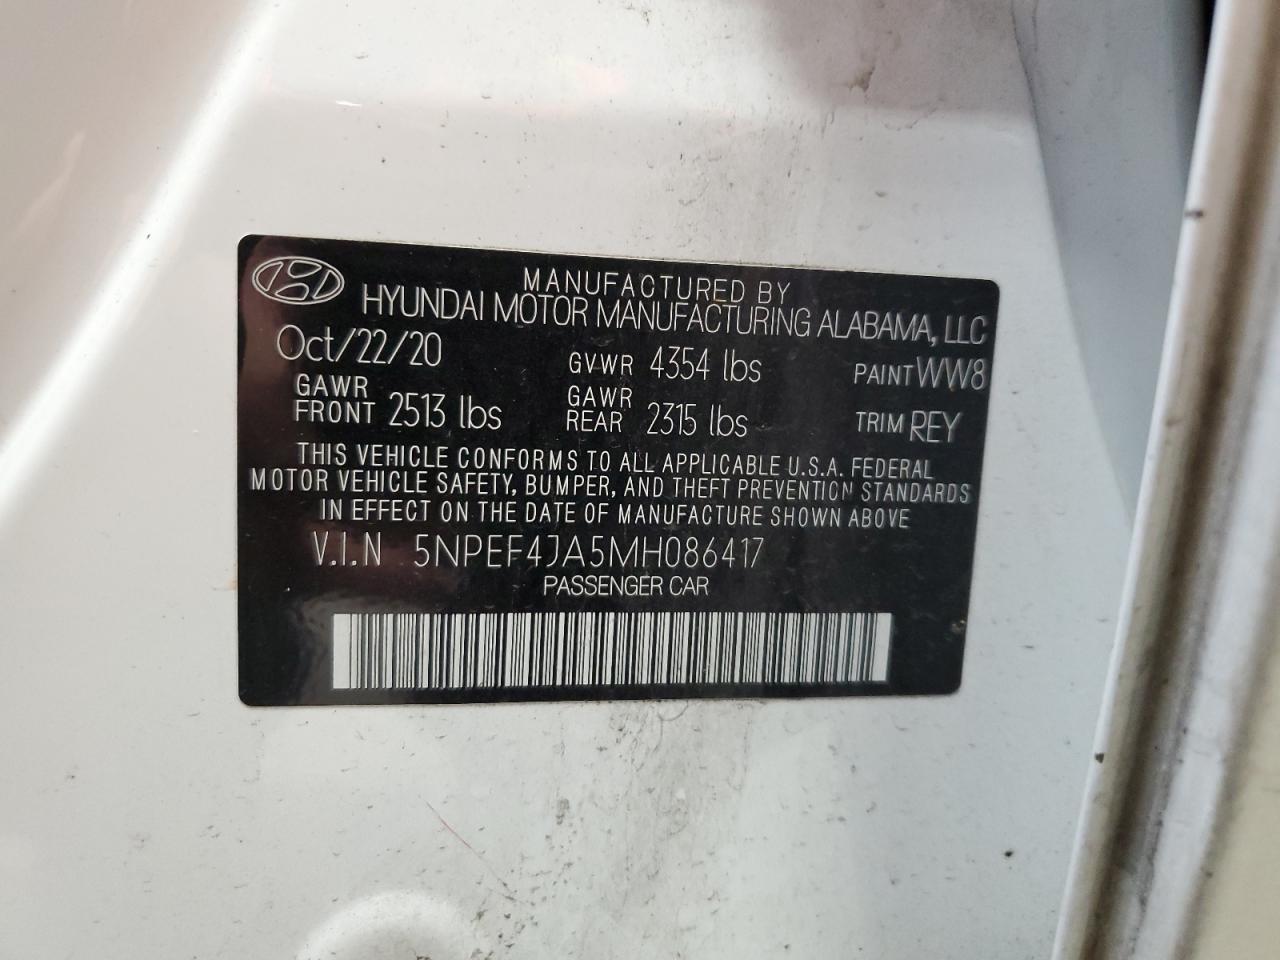 MANUFACTURED BY
HYUNDAI MOTOR MANUFACTURING ALABAMA, LLC
Oct/22/20 GVWR 4354 lbs PAINT WW8
GAWR FRONT 2513 lbs GAWR REAR 2315 lbs TRIM REY
THIS VEHICLE CONFORMS TO ALL APPLICABLE U.S.A. FEDERAL
MOTOR VEHICLE SAFETY, BUMPER, AND THEFT PREVENTION STANDARDS
IN EFFECT ON THE DATE OF MANUFACTURE SHOWN ABOVE
V.I.N 5NPEF4JA5MH086417
PASSENGER CAR